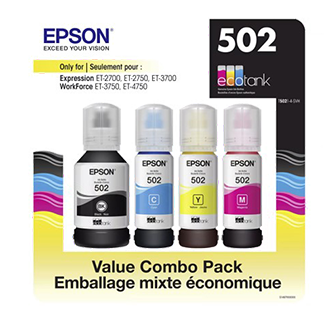 EPSON
EXCEED YOUR VISION
502
Only for | Seulement pour :
Expression ET-2700, ET-2750, ET-3700
WorkForce ET-3750, ET-4750
ecotank
EPSON
502
BK
EPSON
502
C
EPSON
502
Y
EPSON
502
M
Value Combo Pack
Emballage mixte économique